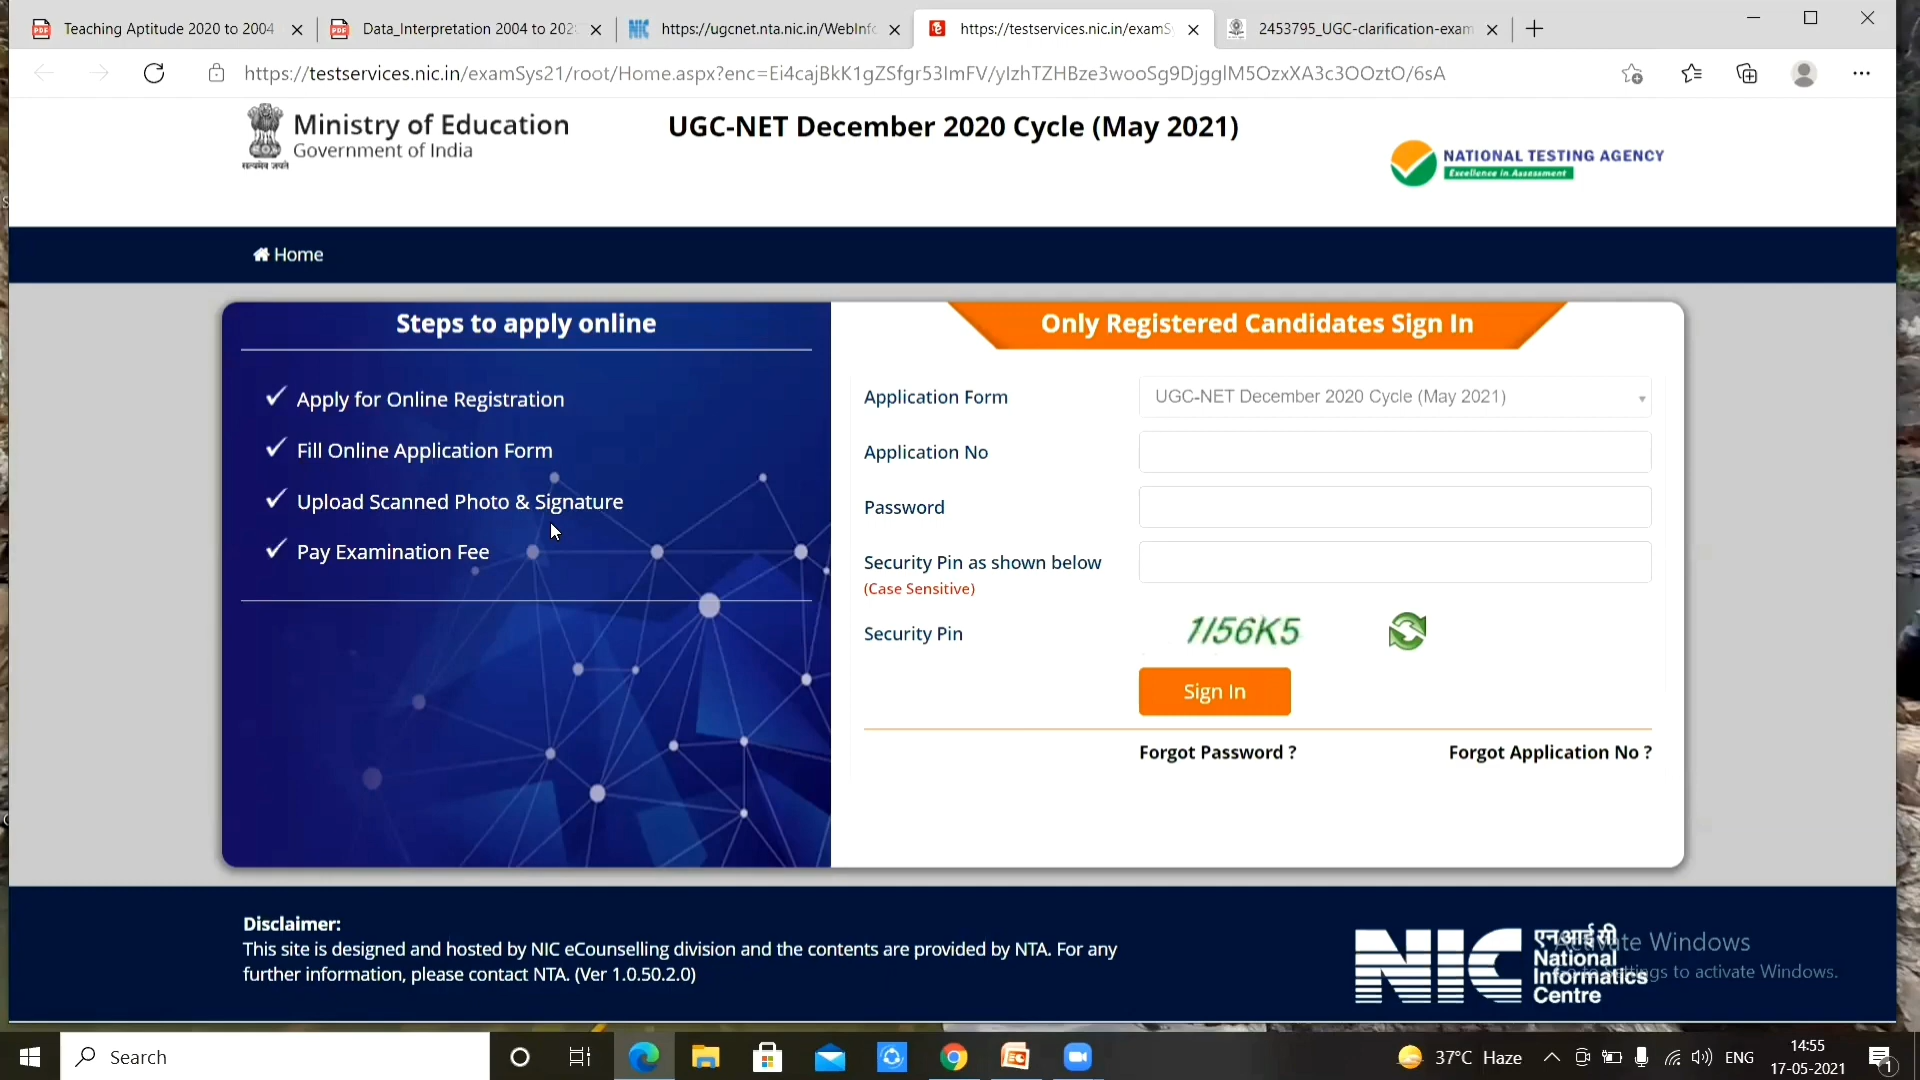 Teaching Aptitude 2020 to 2004
Data_Interpretation 2004 to 202
https://ugcnet.nta.nic.in/WebInfo
https://testservices.nic.in/examS
2453795_UGC-clarification-exam
https://testservices.nic.in/examSys21/root/Home.aspx?enc=
सत्यमेव जयते
Ministry of Education
Government of India
UGC-NET December 2020 Cycle (May 2021)
NATIONAL TESTING AGENCY
Excellence in Assessment
Home
Steps to apply online
Apply for Online Registration
Fill Online Application Form
Upload Scanned Photo & Signature
Pay Examination Fee
Only Registered Candidates Sign In
Application Form
UGC-NET December 2020 Cycle (May 2021)
Application No
Password
Security Pin as shown below
(Case Sensitive)
Security Pin
Sign In
Forgot Password ?
Forgot Application No ?
Disclaimer:
This site is designed and hosted by NIC eCounselling division and the contents are provided by NTA. For any
further information, please contact NTA. (Ver 1.0.50.2.0)
NIC
एनआईसी
National
Informatics
Centre
Activate Windows
Go to Settings to activate Windows.
Search
37°C Haze
ENG
14:55
17-05-2021
1